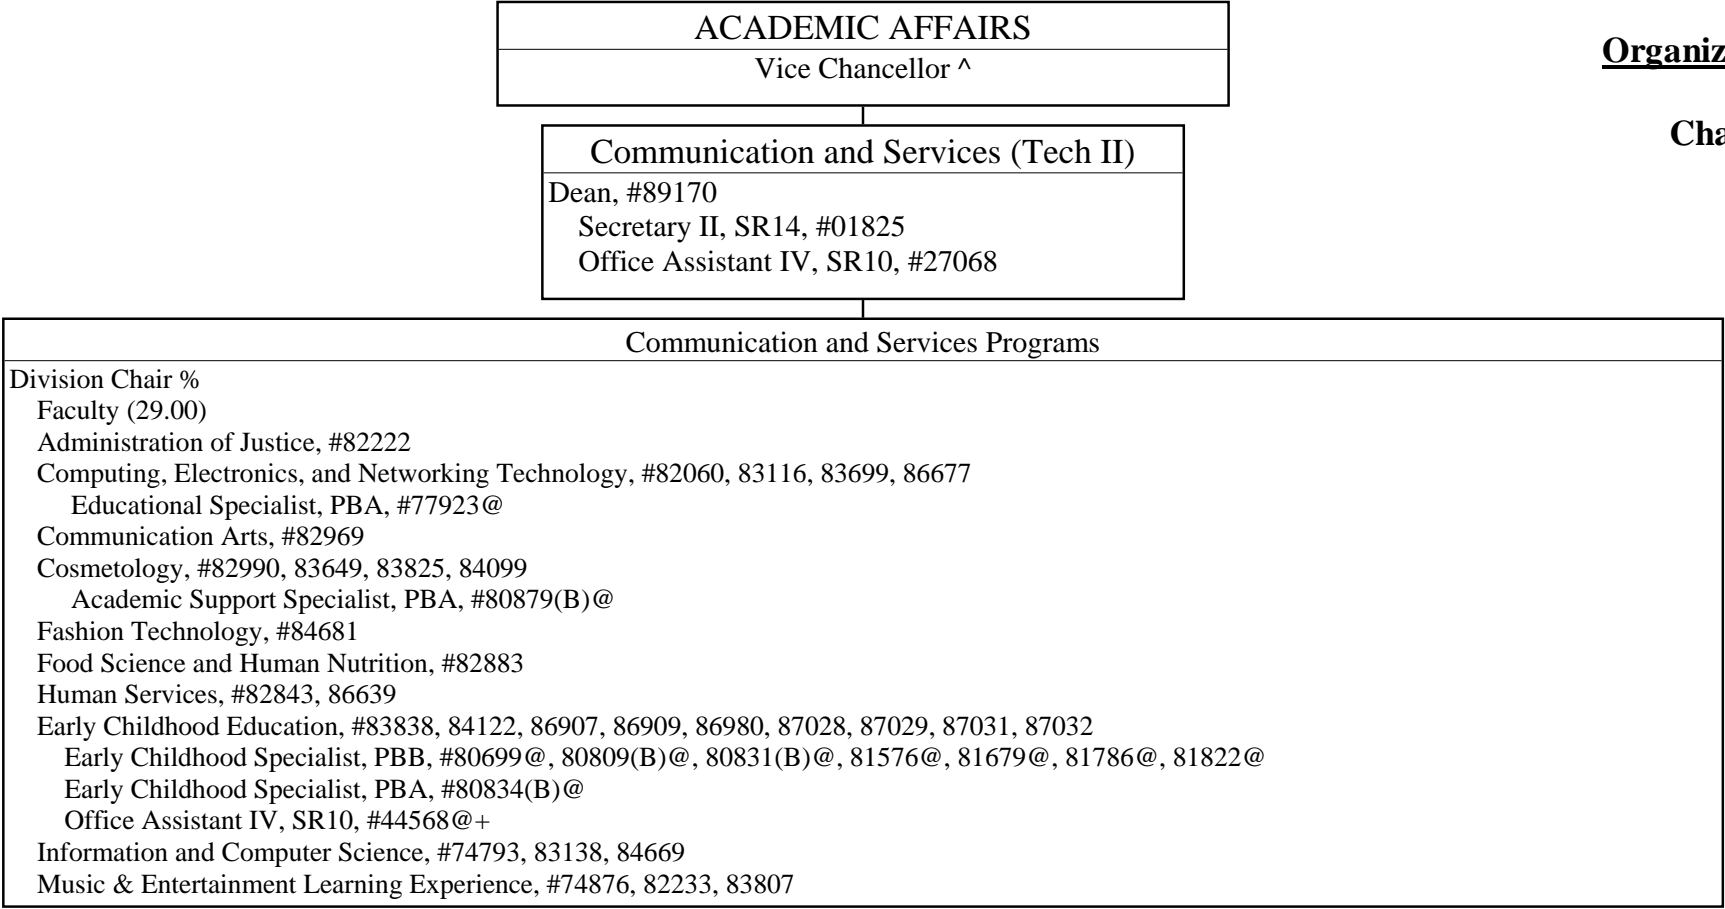 ACADEMIC AFFAIRS
Vice Chancellor ^
Organiz
Cha
Communication and Services (Tech II)
Dean, #89170
Secretary II, SR14, #01825
Office Assistant IV, SR10, #27068
Communication and Services Programs
Division Chair %
Faculty (29.00)
Administration of Justice, #82222
Computing, Electronics, and Networking Technology, #82060, 83116, 83699, 86677
Educational Specialist, PBA, #77923@
Communication Arts, #82969
Cosmetology, #82990, 83649, 83825, 84099
Academic Support Specialist, PBA, #80879(B)@
Fashion Technology, #84681
Food Science and Human Nutrition, #82883
Human Services, #82843, 86639
Early Childhood Education, #83838, 84122, 86907, 86909, 86980, 87028, 87029, 87031, 87032
Early Childhood Specialist, PBB, #80699@, 80809(B)@, 80831(B)@, 81576@, 81679@, 81786@, 81822@
Early Childhood Specialist, PBA, #80834(B)@
Office Assistant IV, SR10, #44568@+
Information and Computer Science, #74793, 83138, 84669
Music & Entertainment Learning Experience, #74876, 82233, 83807